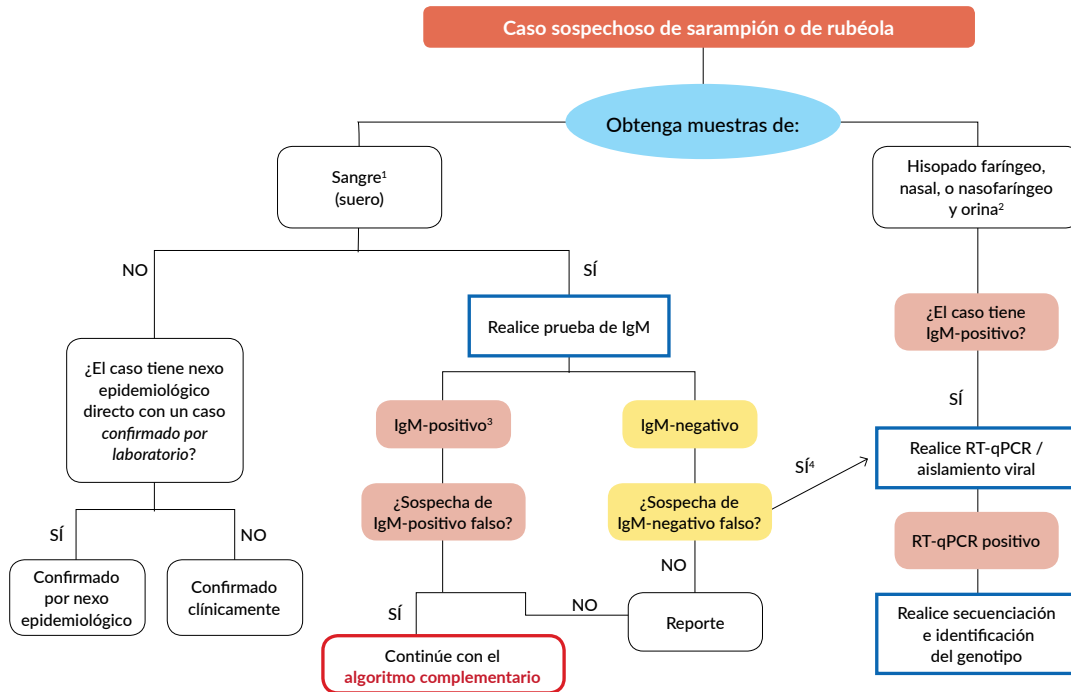 Caso sospechoso de sarampión o de rubéola
Obtenga muestras de:
Sangre¹
(suero)
Hisopado faríngeo,
nasal, o nasofaríngeo
y orina²
NO
SÍ
Realice prueba de IgM
¿El caso tiene
IgM-positivo?
¿El caso tiene nexo
epidemiológico
directo con un caso
confirmado por
laboratorio?
IgM-positivo³
IgM-negativo
SÍ
Realice RT-qPCR /
aislamiento viral
SÍ⁴
¿Sospecha de
IgM-positivo falso?
¿Sospecha de
IgM-negativo falso?
SÍ
NO
RT-qPCR positivo
NO
Confirmado
por nexo
epidemiológico
Confirmado
clínicamente
SÍ
NO
Reporte
Realice secuenciación
e identificación
del genotipo
Continúe con el
algoritmo complementario